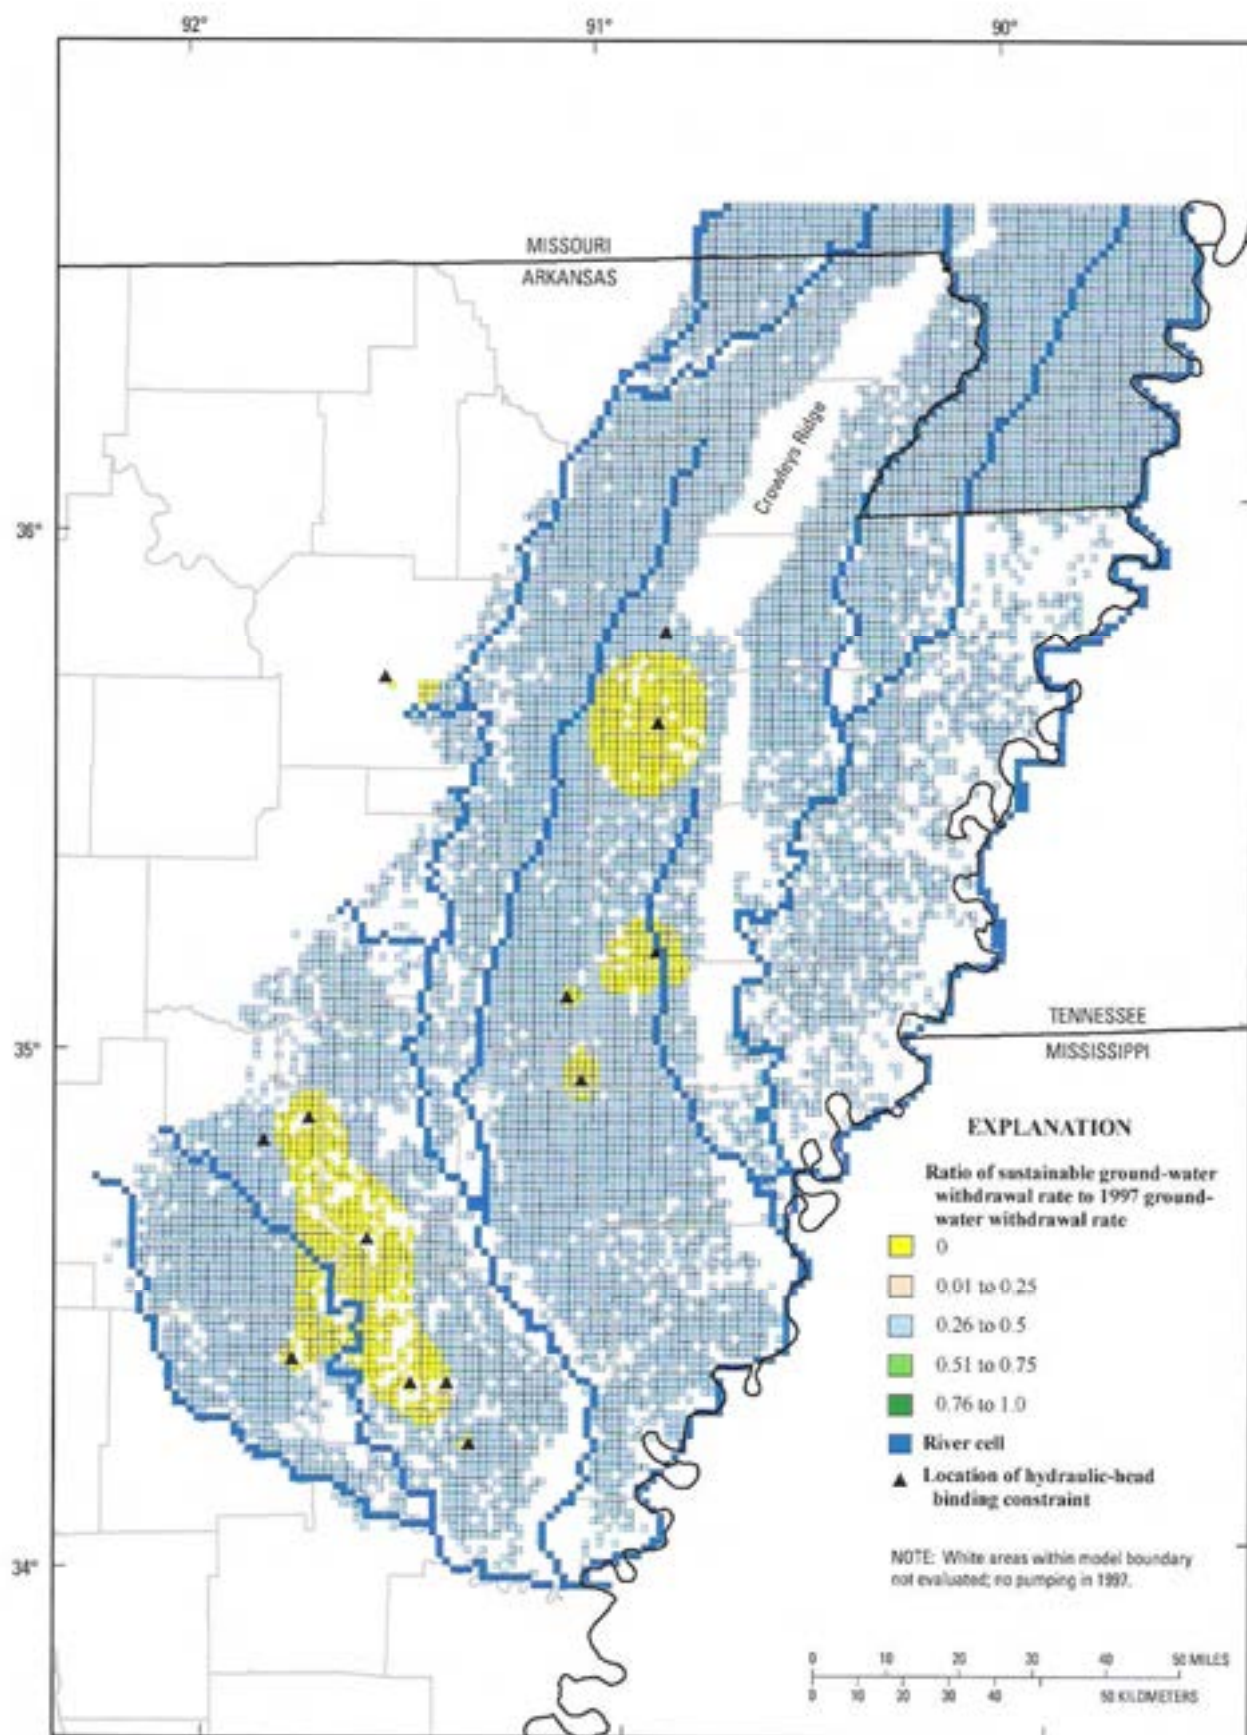 92°
91°
90°
MISSOURI
ARKANSAS
Crowleys Ridge
36°
35°
TENNESSEE
MISSISSIPPI
EXPLANATION
Ratio of sustainable ground-water
withdrawal rate to 1997 ground-
water withdrawal rate
0
0.01 to 0.25
0.26 to 0.5
0.51 to 0.75
0.76 to 1.0
River cell
Location of hydraulic-head
binding constraint
34°
NOTE: White areas within model boundary
not evaluated; no pumping in 1997.
0 10 20 30 40 50 MILES
0 10 20 30 40 50 KILOMETERS